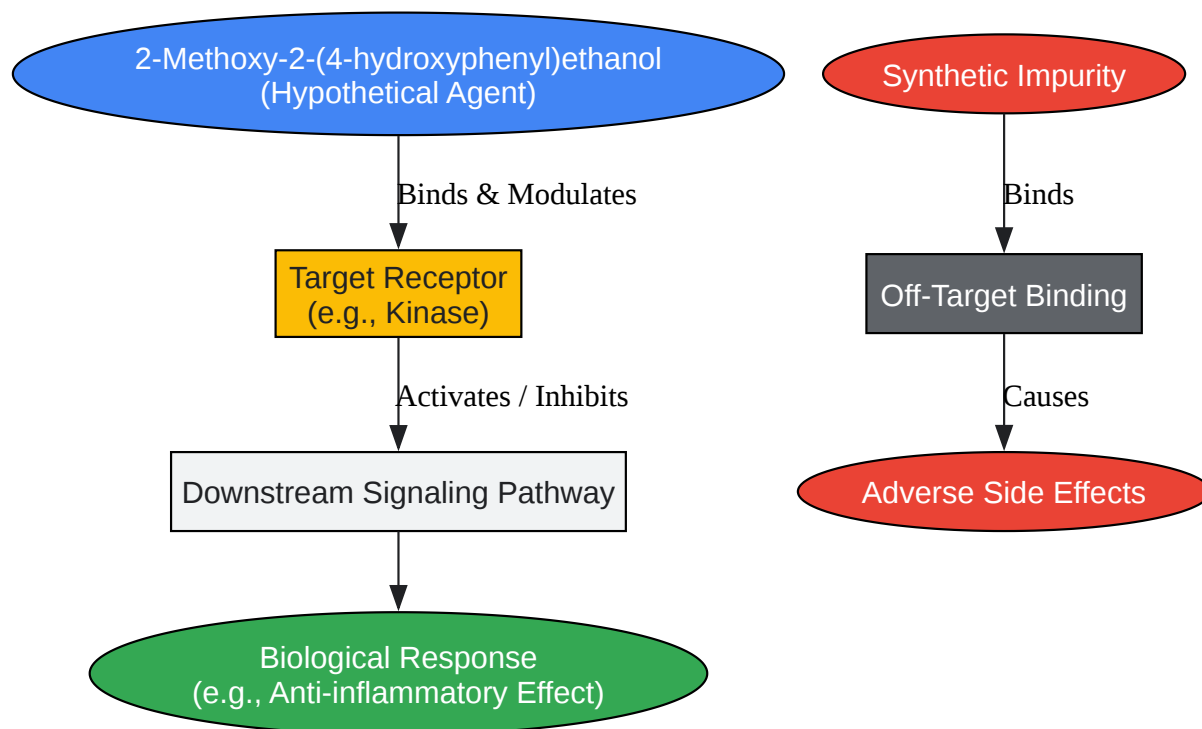 2-Methoxy-2-(4-hydroxyphenyl)ethanol
(Hypothetical Agent)
Binds & Modulates
Target Receptor
(e.g., Kinase)
Activates / Inhibits
Downstream Signaling Pathway
Biological Response
(e.g., Anti-inflammatory Effect)
Synthetic Impurity
Binds
Off-Target Binding
Causes
Adverse Side Effects